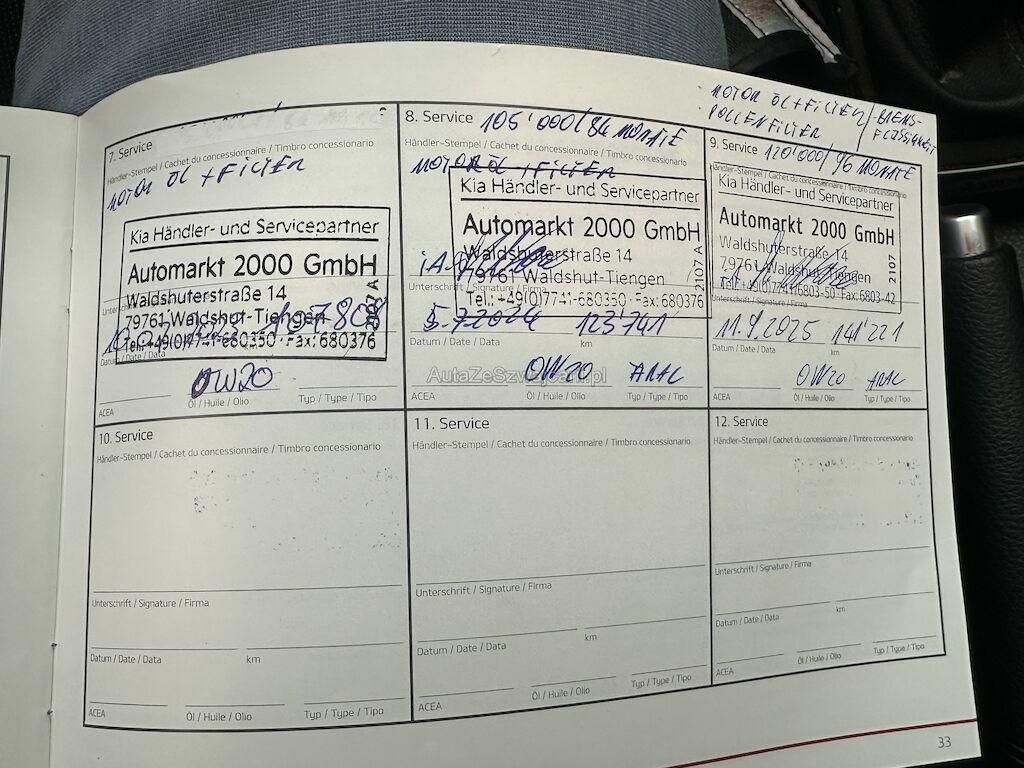 7. Service
Händler-Stempel / Cachet du concessionnaire / Timbro concessionario
MOTOR ÖL + FILTER
Kia Händler- und Servicepartner
Automarkt 2000 GmbH
Waldshuterstraße 14
79761 Waldshut-Tiengen
Tel.: +49(0)7741-680350 · Fax: 680376
2107 A
107808
Datum / Date / Data
0W20
ACEA
Öl / Huile / Olio
Typ / Type / Tipo
8. Service 105'000/84 MONATE
Händler-Stempel / Cachet du concessionnaire / Timbro concessionario
MOTOR ÖL + FILTER
Kia Händler- und Servicepartner
Automarkt 2000 GmbH
Waldshuterstraße 14
i.A.
79761 Waldshut-Tiengen
Unterschrift / Signature / Firma
Tel.: +49(0)7741-680350 · Fax: 680376
2107 A
5.7.2024 123'741
Datum / Date / Data km
0W20 ARAL
ACEA
Öl / Huile / Olio
Typ / Type / Tipo
MOTOR ÖL + FILTER / BREMS-
POLLENFILTER FLÜSSIGKEIT
9. Service 120'000/96 MONATE
Händler-Stempel / Cachet du concessionnaire / Timbro concessionario
Kia Händler- und Servicepartner
Automarkt 2000 GmbH
Waldshuterstraße 14
79761 Waldshut-Tiengen
Tel.: +49(0)7741/6803-50 · Fax: 6803-42
2107
Unterschrift / Signature / Firma
11.9.2025 141'221
Datum / Date / Data km
0W20 ARAL
ACEA
Öl / Huile / Olio
Typ / Type / Tipo
AutaZeSzwajcarii.pl
10. Service
Händler-Stempel / Cachet du concessionnaire / Timbro concessionario
Unterschrift / Signature / Firma
Datum / Date / Data km
ACEA
Öl / Huile / Olio
Typ / Type / Tipo
11. Service
Händler-Stempel / Cachet du concessionnaire / Timbro concessionario
Unterschrift / Signature / Firma
Datum / Date / Data km
ACEA
Öl / Huile / Olio
Typ / Type / Tipo
12. Service
Händler-Stempel / Cachet du concessionnaire / Timbro concessionario
Unterschrift / Signature / Firma
Datum / Date / Data km
ACEA
Öl / Huile / Olio
Typ / Type / Tipo
33